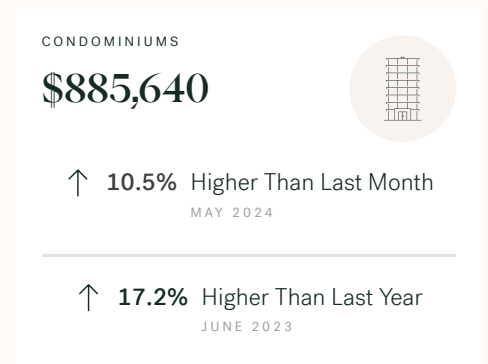 CONDOMINIUMS
$885,640
↑ 10.5% Higher Than Last Month
MAY 2024
↑ 17.2% Higher Than Last Year
JUNE 2023